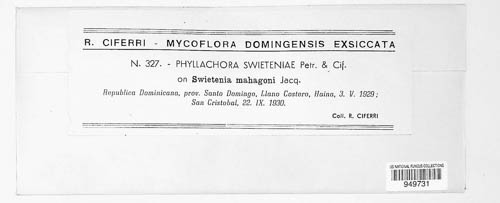 R. CIFERRI - MYCOFLORA DOMINGENSIS EXSICCATA
N. 327. - PHYLLACHORA SWIETENIAE Petr. & Cif.
on Swietenia mahagoni Jacq.
Republica Dominicana, prov. Santo Domingo, Llano Costero, Haina, 3. V. 1929;
San Cristobal, 22. IX. 1930.
Coll. R. CIFERRI
US NATIONAL FUNGUS COLLECTIONS
949731